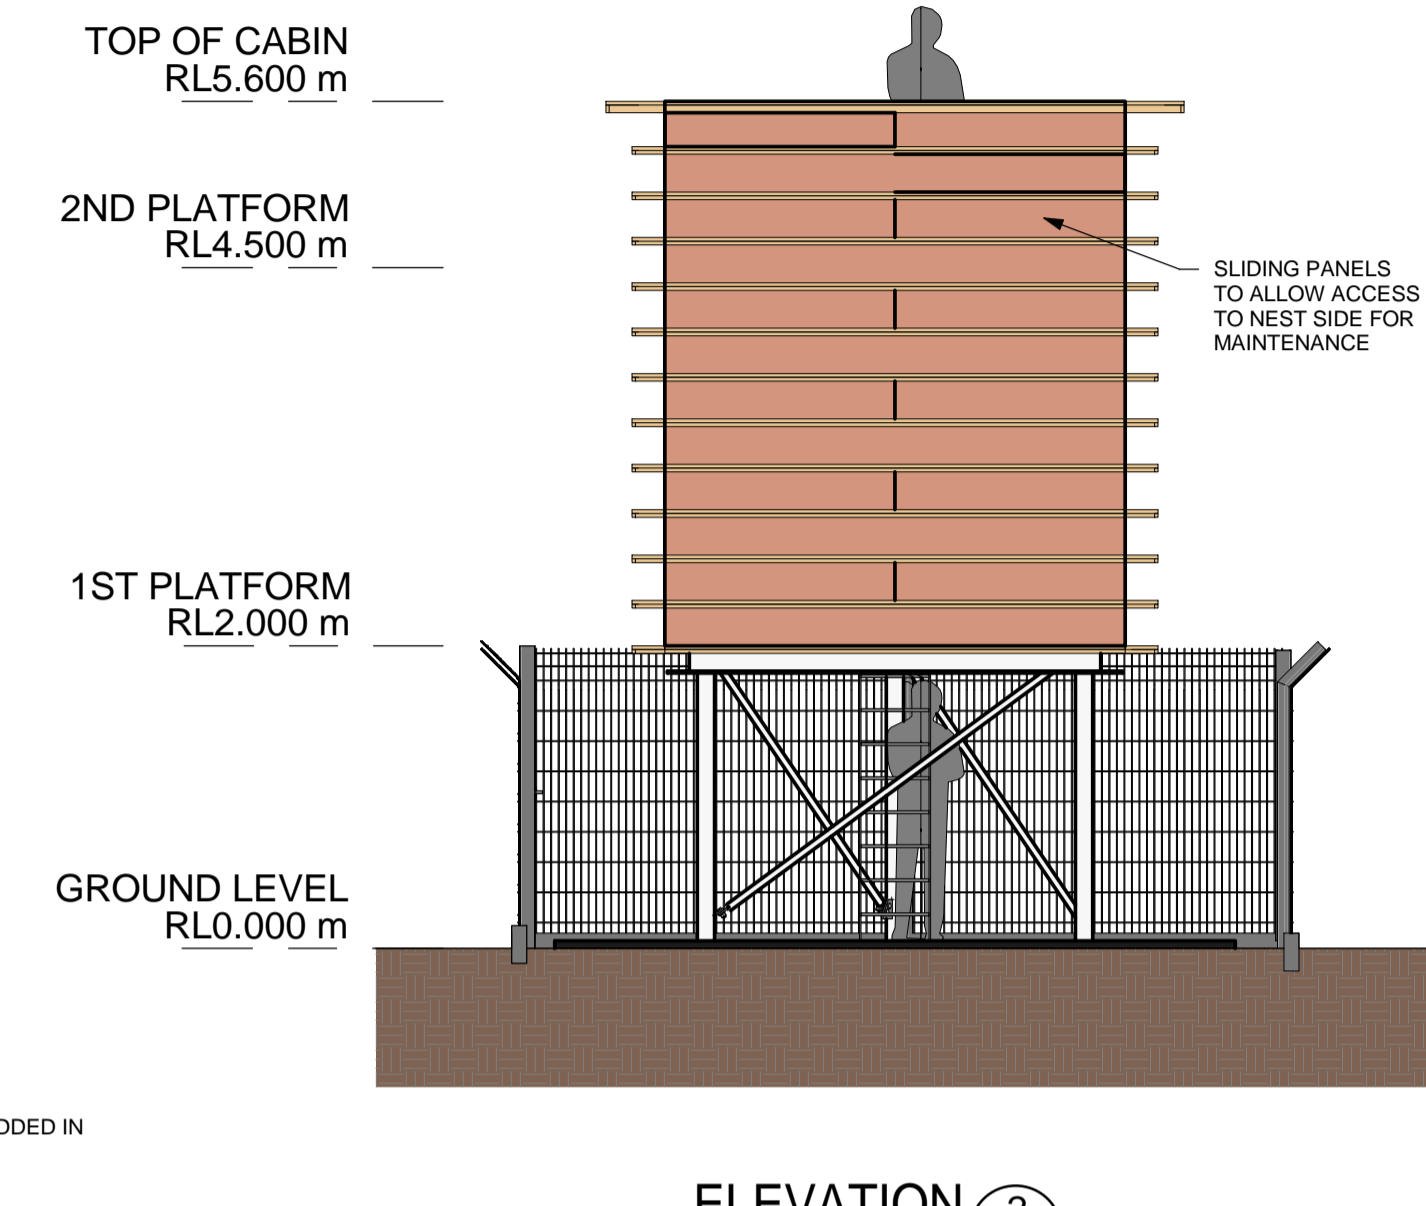 TOP OF CABIN
RL5.600 m
2ND PLATFORM
RL4.500 m
SLIDING PANELS
TO ALLOW ACCESS
TO NEST SIDE FOR
MAINTENANCE
1ST PLATFORM
RL2.000 m
GROUND LEVEL
RL0.000 m
IN
ELEVATION